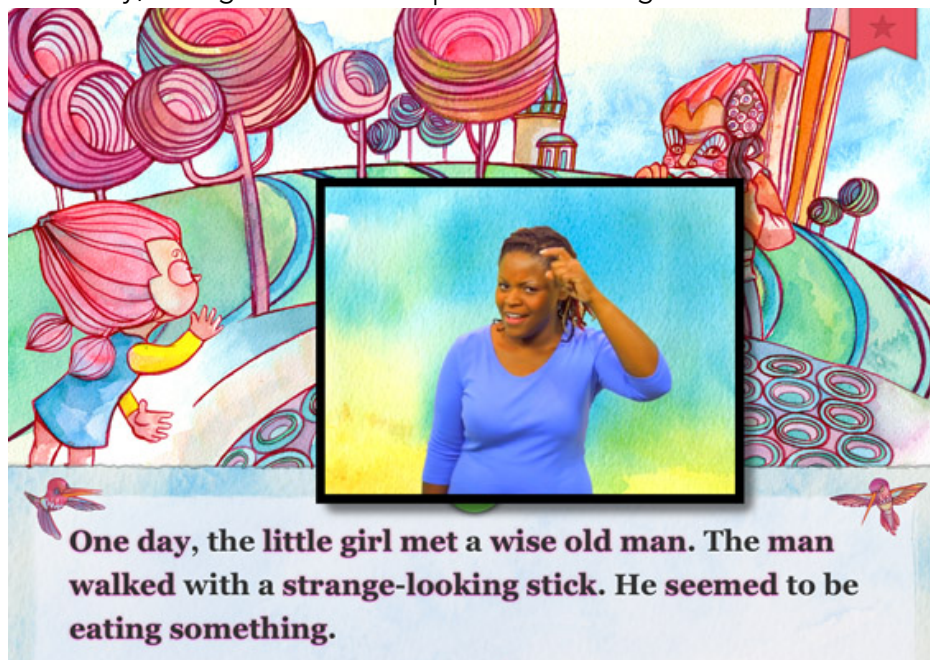 One day, the little girl met a wise old man. The man
walked with a strange-looking stick. He seemed to be
eating something.